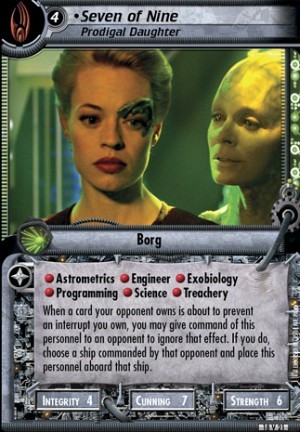 4
•Seven of Nine
Prodigal Daughter
Borg
• Astrometrics • Engineer • Exobiology
• Programming • Science • Treachery
When a card your opponent owns is about to prevent
an interrupt you own, you may give command of this
personnel to an opponent to ignore that effect. If you do,
choose a ship commanded by that opponent and place this
personnel aboard that ship.
INTEGRITY 4 CUNNING 7 STRENGTH 6